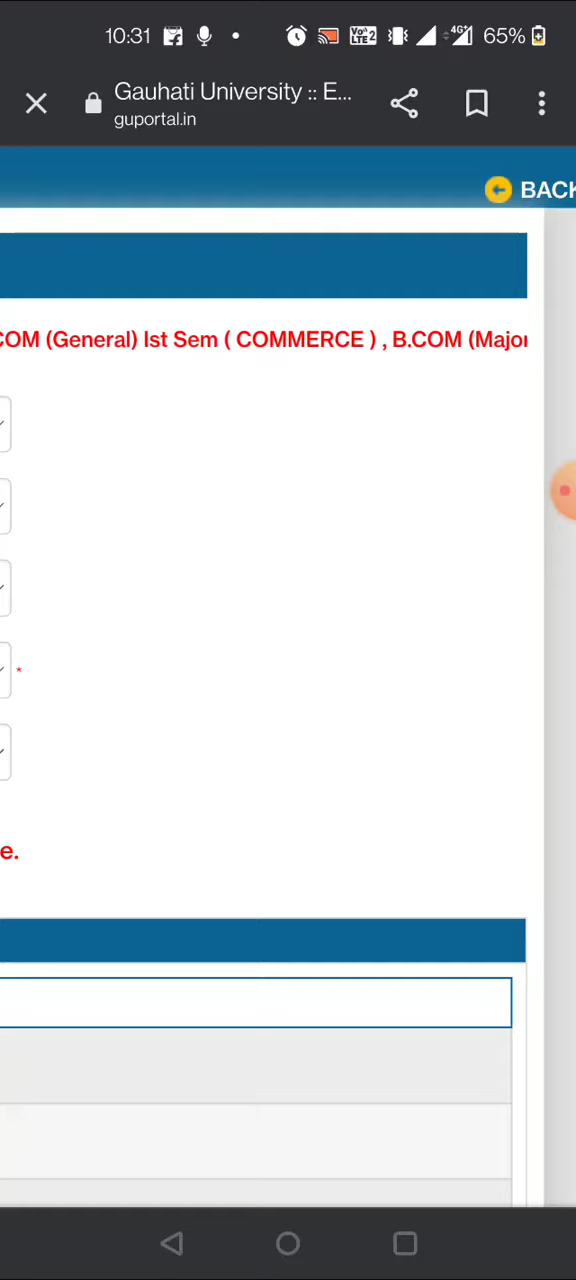 10:31 65%
Gauhati University :: E...
guportal.in
BACK
COM (General) Ist Sem ( COMMERCE ) , B.COM (Major
*
e.